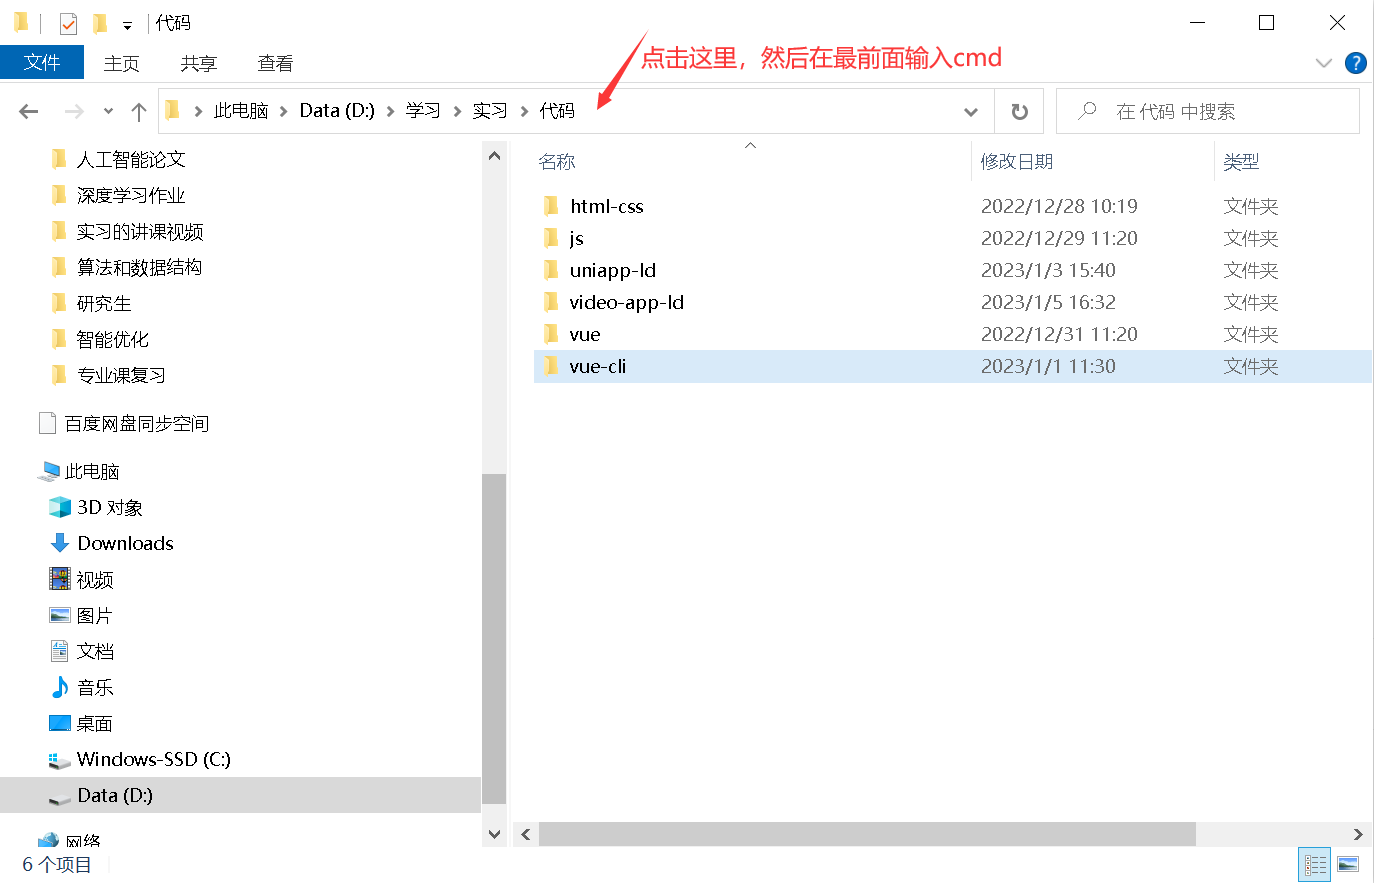 代码
文件 主页 共享 查看
点击这里，然后在最前面输入cmd
此电脑 Data (D:) 学习 实习 代码
在 代码 中搜索
人工智能论文
深度学习作业
实习的讲课视频
算法和数据结构
研究生
智能优化
专业课复习
百度网盘同步空间
此电脑
3D 对象
Downloads
视频
图片
文档
音乐
桌面
Windows-SSD (C:)
Data (D:)
网络
名称 修改日期 类型
html-css 2022/12/28 10:19 文件夹
js 2022/12/29 11:20 文件夹
uniapp-ld 2023/1/3 15:40 文件夹
video-app-ld 2023/1/5 16:32 文件夹
vue 2022/12/31 11:20 文件夹
vue-cli 2023/1/1 11:30 文件夹
6 个项目